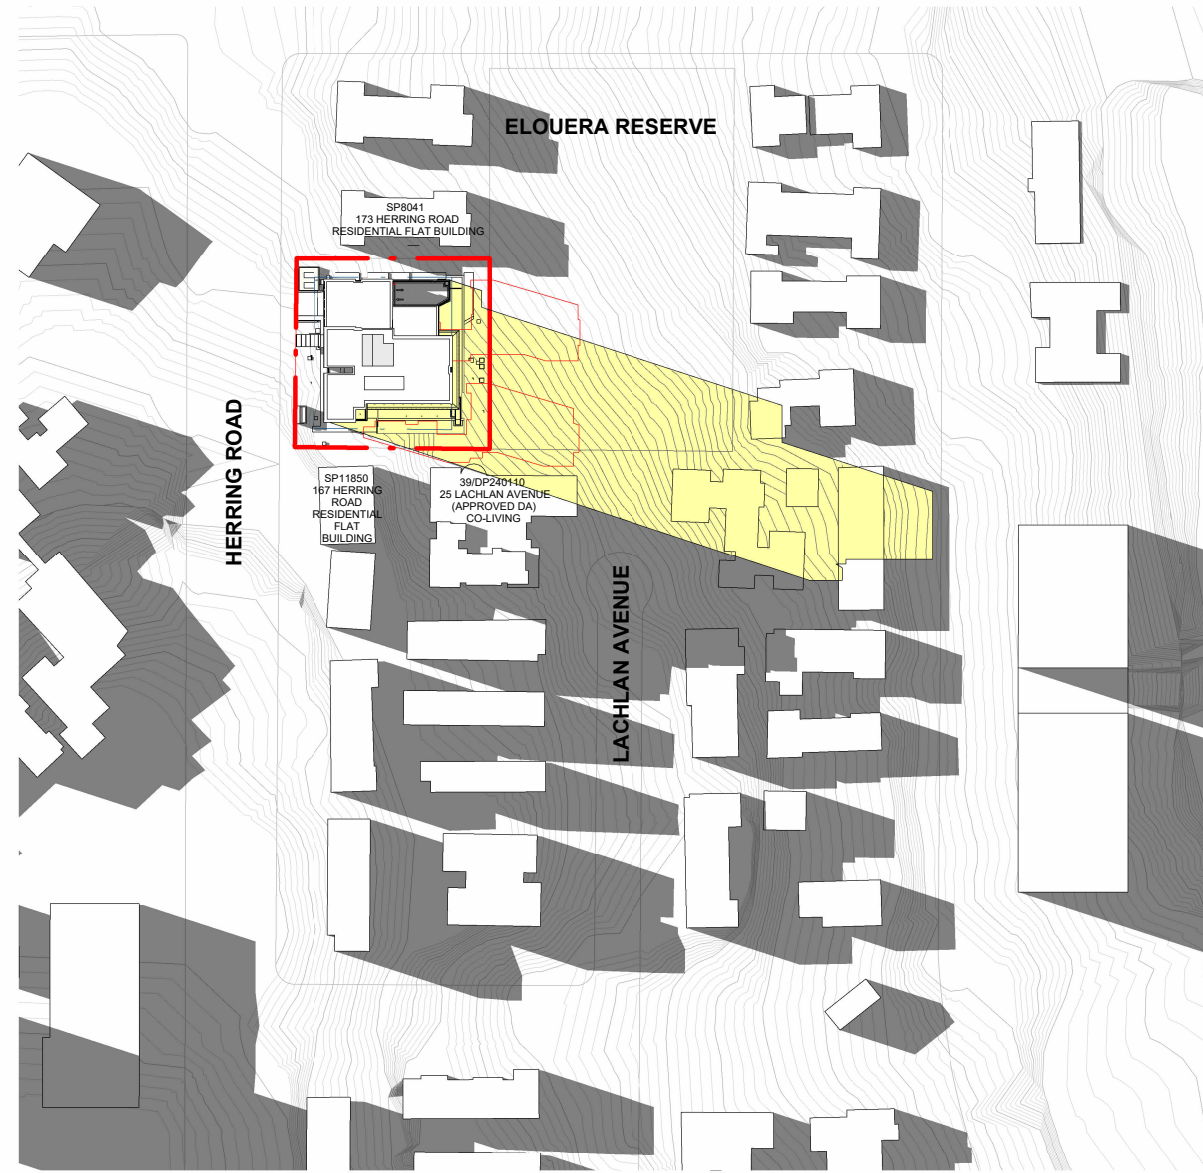 ELOUERA RESERVE
SP8041
173 HERRING ROAD
RESIDENTIAL FLAT BUILDING
HERRING ROAD
SP11850
167 HERRING
ROAD
RESIDENTIAL
FLAT
BUILDING
39/DP240110
25 LACHLAN AVENUE
(APPROVED DA)
CO-LIVING
LACHLAN AVENUE